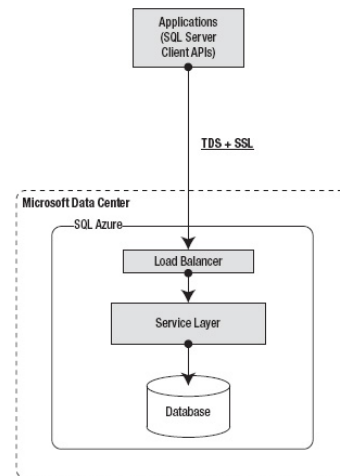 Applications
(SQL Server
Client APIs)
TDS + SSL
Microsoft Data Center
SQL Azure
Load Balancer
Service Layer
Database